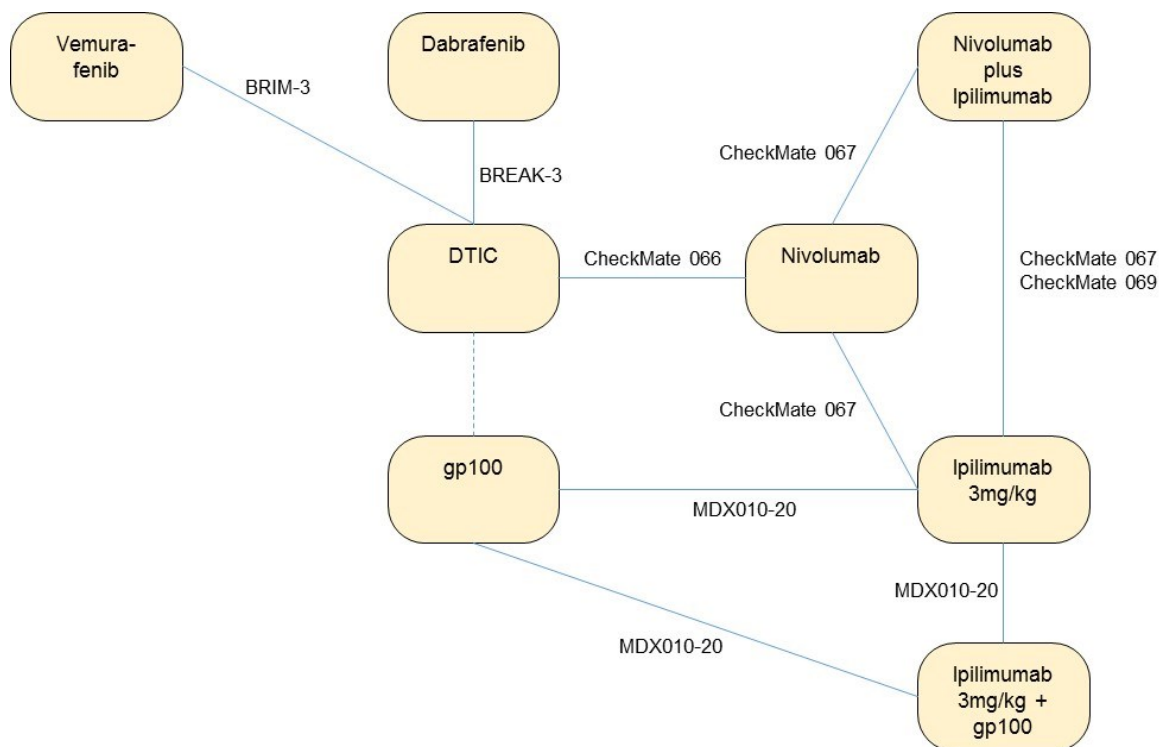 Vemura-
fenib
Dabrafenib
Nivolumab
plus
Ipilimumab
BRIM-3
CheckMate 067
BREAK-3
DTIC
CheckMate 066
Nivolumab
CheckMate 067
CheckMate 069
CheckMate 067
gp100
Ipilimumab
3mg/kg
MDX010-20
MDX010-20
MDX010-20
Ipilimumab
3mg/kg +
gp100